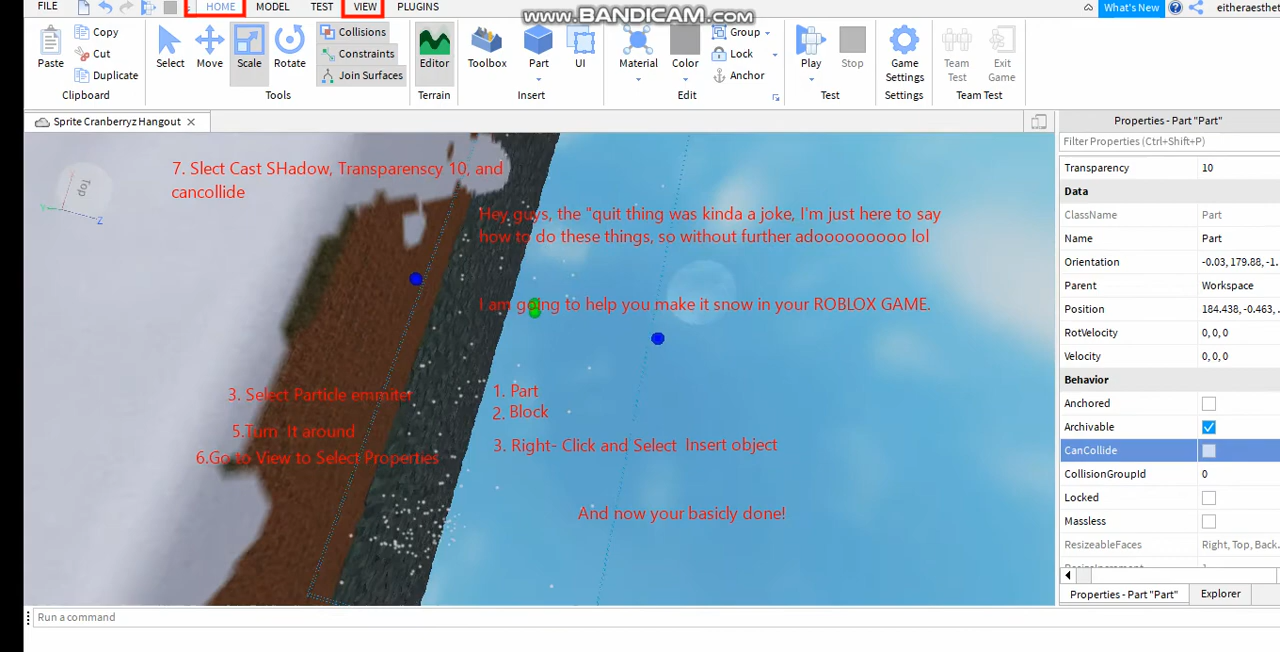 FILE HOME MODEL TEST VIEW PLUGINS
www.BANDICAM.com
What's New
eitheraesthet
Paste Copy Cut Duplicate
Clipboard
Select Move Scale Rotate
Collisions
Constraints
Join Surfaces
Tools
Editor
Terrain
Toolbox Part UI
Insert
Material Color
Group
Lock
Anchor
Edit
Play Stop
Test
Game Settings
Settings
Team Test Exit Game
Team Test
Sprite Cranberryz Hangout
Top
Y
Z
7. Slect Cast SHadow, Transparenscy 10, and
cancollide
Hey guys, the "quit thing was kinda a joke, I'm just here to say
how to do these things, so without further adooooooooo lol
I am going to help you make it snow in your ROBLOX GAME.
3. Select Particle emmiter
5.Turn It around
6.Go to View to Select Properties
1. Part
2. Block
3. Right- Click and Select Insert object
And now your basicly done!
Properties - Part "Part"
Filter Properties (Ctrl+Shift+P)
Transparency 10
Data
ClassName Part
Name Part
Orientation -0.03, 179.88, -1.
Parent Workspace
Position 184.438, -0.463, .
RotVelocity 0, 0, 0
Velocity 0, 0, 0
Behavior
Anchored
Archivable
CanCollide
CollisionGroupId 0
Locked
Massless
ResizeableFaces Right, Top, Back.
Properties - Part "Part" Explorer
Run a command